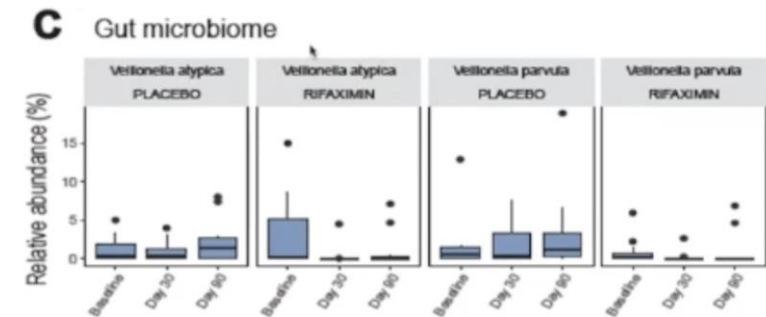 C Gut microbiome
Veillonella atypica
PLACEBO
Veillonella atypica
RIFAXIMIN
Veillonella parvula
PLACEBO
Veillonella parvula
RIFAXIMIN
Relative abundance (%)
15
10
5
0
Baseline
Day 30
Day 90
Baseline
Day 30
Day 90
Baseline
Day 30
Day 90
Baseline
Day 30
Day 90